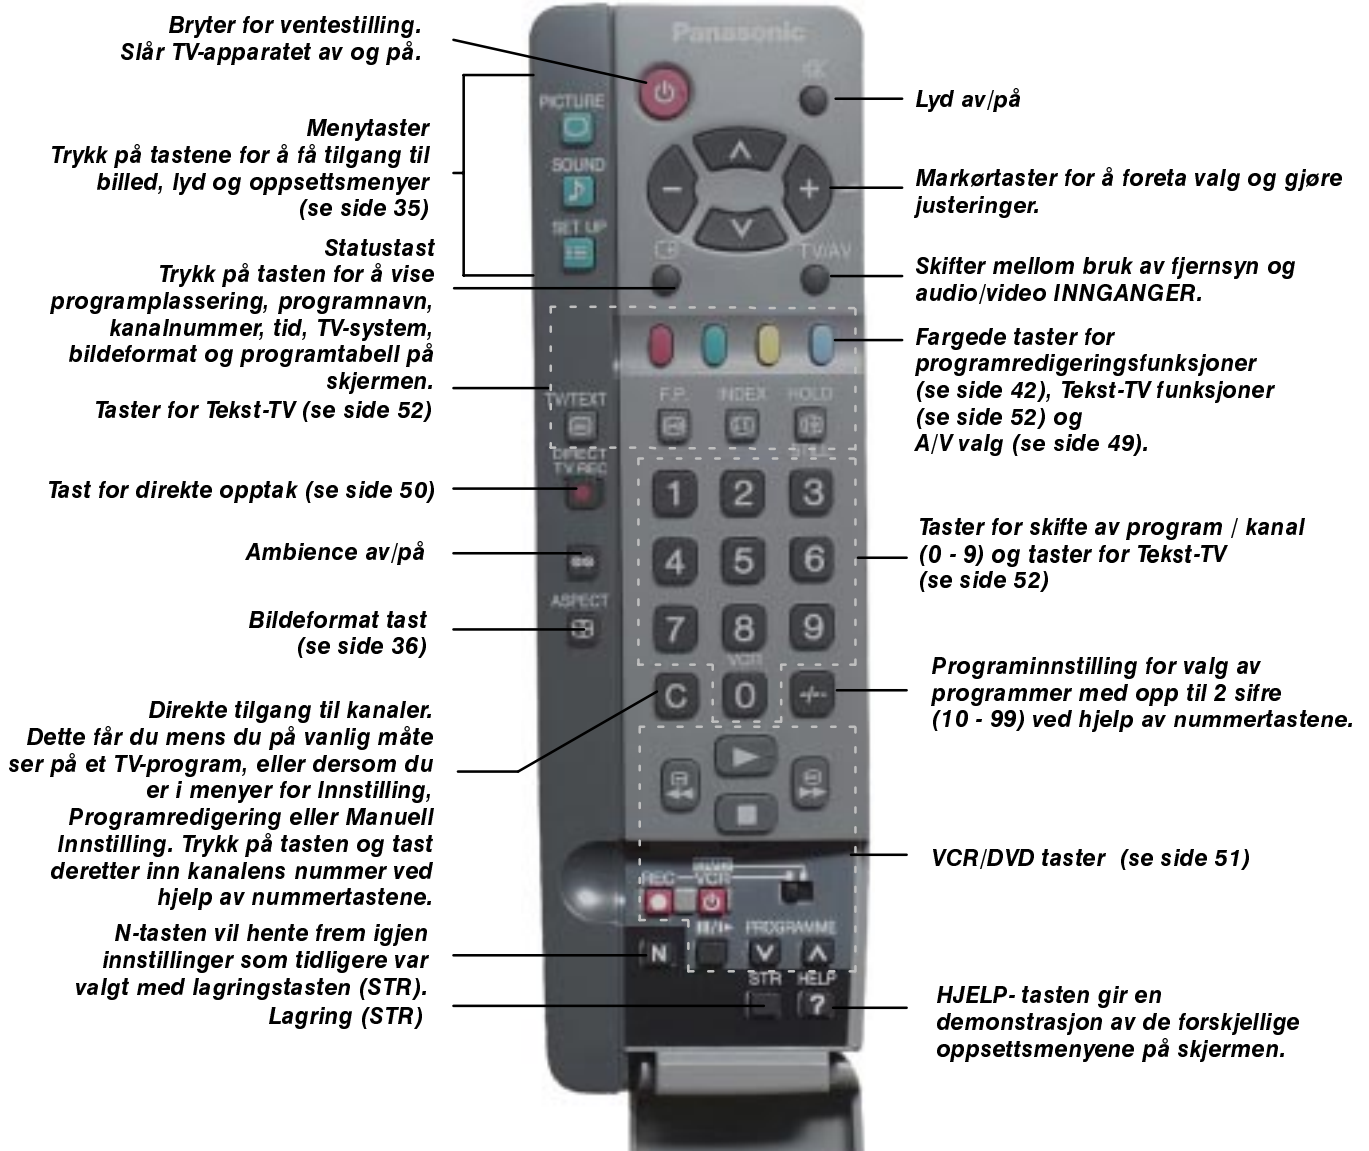 Bryter for ventestilling.
Slår TV-apparatet av og på.
Menytaster
Trykk på tastene for å få tilgang til
billed, lyd og oppsettsmenyer
(se side 35)
Statustast
Trykk på tasten for å vise
programplassering, programnavn,
kanalnummer, tid, TV-system,
bildeformat og programtabell på
skjermen.
Taster for Tekst-TV (se side 52)
Tast for direkte opptak (se side 50)
Ambience av/på
Bildeformat tast
(se side 36)
Direkte tilgang til kanaler.
Dette får du mens du på vanlig måte
ser på et TV-program, eller dersom du
er i menyer for Innstilling,
Programredigering eller Manuell
Innstilling. Trykk på tasten og tast
deretter inn kanalens nummer ved
hjelp av nummertastene.
N-tasten vil hente frem igjen
innstillinger som tidligere var
valgt med lagringstasten (STR).
Lagring (STR)
Panasonic
PICTURE
SOUND
SET UP
TV/AV
TV/TEXT
F.P.
INDEX
HOLD
DIRECT
TV REC
STILL
1 2 3
4 5 6
ASPECT
7 8 9
VCR
C 0 -/--
REC
VCR
PROGRAMME
N
STR
HELP
?
Lyd av/på
Markørtaster for å foreta valg og gjøre
justeringer.
Skifter mellom bruk av fjernsyn og
audio/video INNGANGER.
Fargede taster for
programredigeringsfunksjoner
(se side 42), Tekst-TV funksjoner
(se side 52) og
A/V valg (se side 49).
Taster for skifte av program / kanal
(0 - 9) og taster for Tekst-TV
(se side 52)
Programinnstilling for valg av
programmer med opp til 2 sifre
(10 - 99) ved hjelp av nummertastene.
VCR/DVD taster (se side 51)
HJELP- tasten gir en
demonstrasjon av de forskjellige
oppsettsmenyene på skjermen.